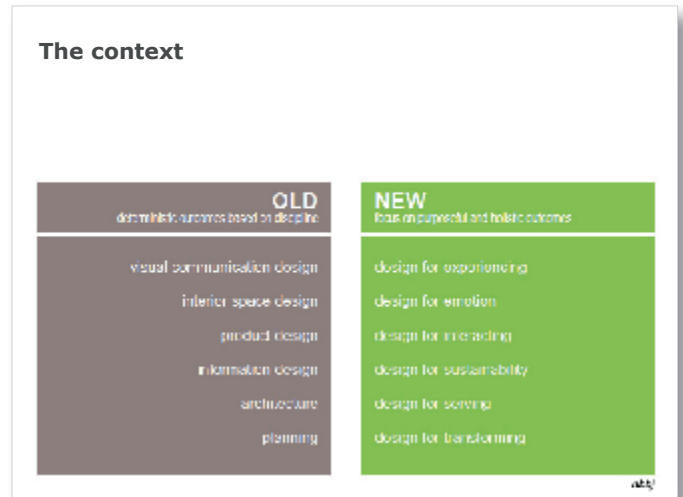 The context
OLD
deterministic outcomes based on discipline
visual communication design
interior space design
product design
information design
architecture
planning
NEW
focus on purposeful and holistic outcomes
design for experiencing
design for emotion
design for interacting
design for sustainability
design for serving
design for transforming